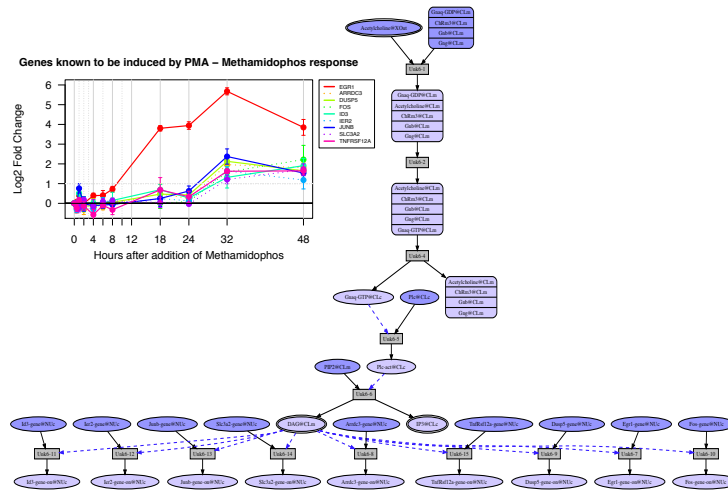 Genes known to be induced by PMA − Methamidophos response
Log2 Fold Change
6
5
4
3
2
1
0
0 4 8 12 18 24 32 48
Hours after addition of Methamidophos
EGR1
ARRDC3
DUSP5
FOS
ID3
IER2
JUNB
SLC3A2
TNFRSF12A
Acetylcholine@XOut
Gnaq-GDP@CLm
ChRm3@CLm
Gnb@CLm
Gng@CLm
Unk6-1
Gnaq-GDP@CLm
Acetylcholine@CLm
ChRm3@CLm
Gnb@CLm
Gng@CLm
Unk6-2
Acetylcholine@CLm
ChRm3@CLm
Gnb@CLm
Gng@CLm
Gnaq-GTP@CLm
Unk6-4
Gnaq-GTP@CLc
Plc@CLc
Acetylcholine@CLm
ChRm3@CLm
Gnb@CLm
Gng@CLm
Unk6-5
PIP2@CLm
Plc-act@CLc
Unk6-6
Id3-gene@NUc
Ier2-gene@NUc
Junb-gene@NUc
Slc3a2-gene@NUc
DAG@CLm
Arrdc3-gene@NUc
IP3@CLc
TnfRsf12a-gene@NUc
Dusp5-gene@NUc
Egr1-gene@NUc
Fos-gene@NUc
Unk6-11
Unk6-12
Unk6-13
Unk6-14
Unk6-8
Unk6-15
Unk6-9
Unk6-7
Unk6-10
Id3-gene-on@NUc
Ier2-gene-on@NUc
Junb-gene-on@NUc
Slc3a2-gene-on@NUc
Arrdc3-gene-on@NUc
TnfRsf12a-gene-on@NUc
Dusp5-gene-on@NUc
Egr1-gene-on@NUc
Fos-gene-on@NUc